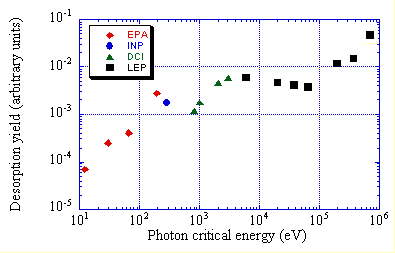 10^-1
10^-2
10^-3
10^-4
10^-5
Desorption yield (arbitrary units)
EPA
INP
DCI
LEP
10^1 10^2 10^3 10^4 10^5 10^6
Photon critical energy (eV)